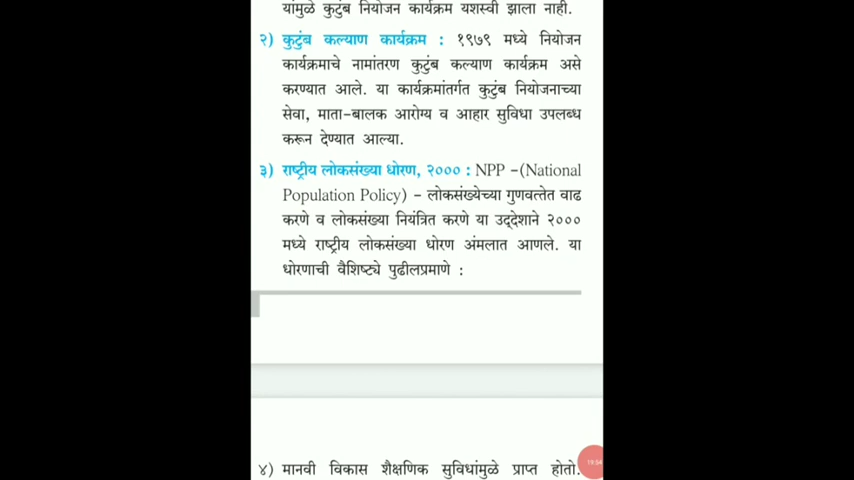 यांमुळे कुटुंब नियोजन कार्यक्रम यशस्वी झाला नाही.
२) कुटुंब कल्याण कार्यक्रम : १९७९ मध्ये नियोजन
कार्यक्रमाचे नामांतरण कुटुंब कल्याण कार्यक्रम असे
करण्यात आले. या कार्यक्रमांतर्गत कुटुंब नियोजनाच्या
सेवा, माता-बालक आरोग्य व आहार सुविधा उपलब्ध
करून देण्यात आल्या.
३) राष्ट्रीय लोकसंख्या धोरण, २००० : NPP -(National
Population Policy) - लोकसंख्येच्या गुणवत्तेत वाढ
करणे व लोकसंख्या नियंत्रित करणे या उद्देशाने २०००
मध्ये राष्ट्रीय लोकसंख्या धोरण अंमलात आणले. या
धोरणाची वैशिष्ट्ये पुढीलप्रमाणे :
४) मानवी विकास शैक्षणिक सुविधांमुळे प्राप्त होतो.
19:54